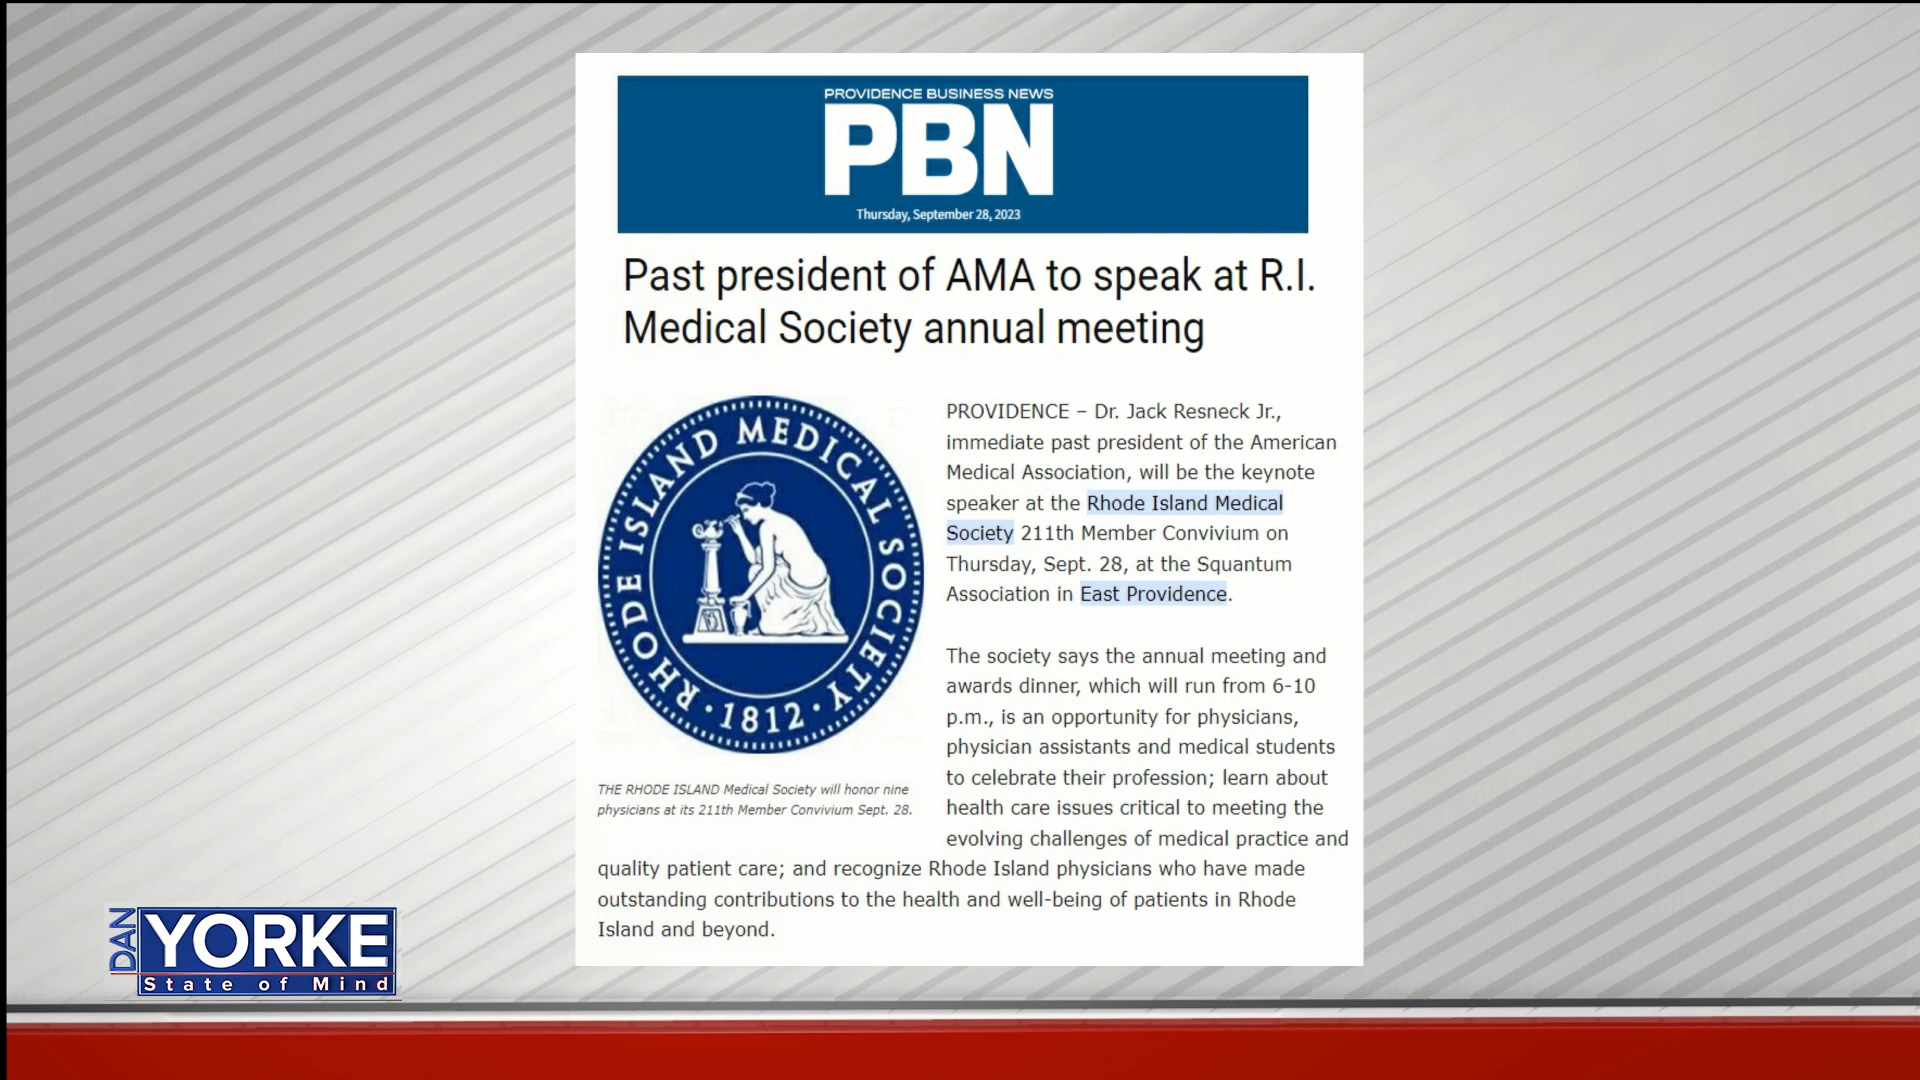 PROVIDENCE BUSINESS NEWS
PBN
Thursday, September 28, 2023
Past president of AMA to speak at R.I.
Medical Society annual meeting
RHODE ISLAND MEDICAL SOCIETY
· 1812 ·
THE RHODE ISLAND Medical Society will honor nine
physicians at its 211th Member Convivium Sept. 28.
PROVIDENCE – Dr. Jack Resneck Jr.,
immediate past president of the American
Medical Association, will be the keynote
speaker at the Rhode Island Medical
Society 211th Member Convivium on
Thursday, Sept. 28, at the Squantum
Association in East Providence.
The society says the annual meeting and
awards dinner, which will run from 6-10
p.m., is an opportunity for physicians,
physician assistants and medical students
to celebrate their profession; learn about
health care issues critical to meeting the
evolving challenges of medical practice and
quality patient care; and recognize Rhode Island physicians who have made
outstanding contributions to the health and well-being of patients in Rhode
Island and beyond.
DAN
YORKE
State of Mind